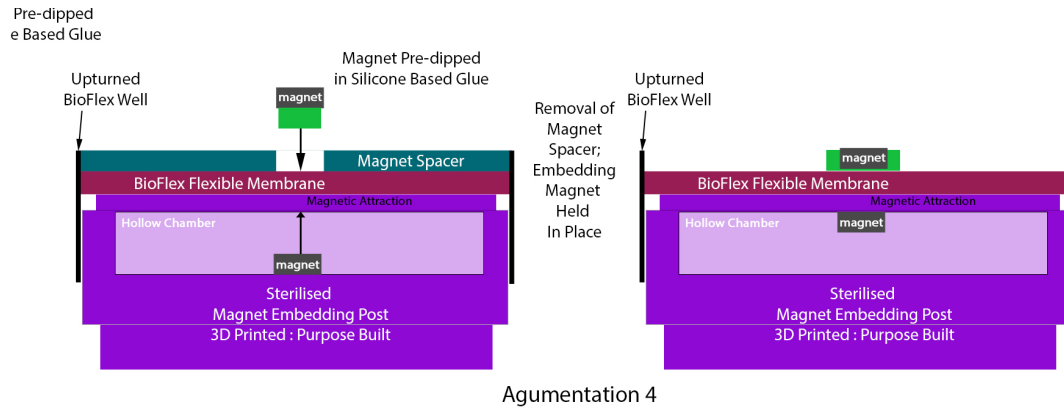 Pre-dipped
e Based Glue
Upturned
BioFlex Well
Magnet Pre-dipped
in Silicone Based Glue
magnet
Magnet Spacer
BioFlex Flexible Membrane
Magnetic Attraction
Hollow Chamber
magnet
Sterilised
Magnet Embedding Post
3D Printed : Purpose Built
Removal of
Magnet
Spacer;
Embedding
Magnet
Held
In Place
Upturned
BioFlex Well
magnet
BioFlex Flexible Membrane
Magnetic Attraction
Hollow Chamber
magnet
Sterilised
Magnet Embedding Post
3D Printed : Purpose Built
Agumentation 4